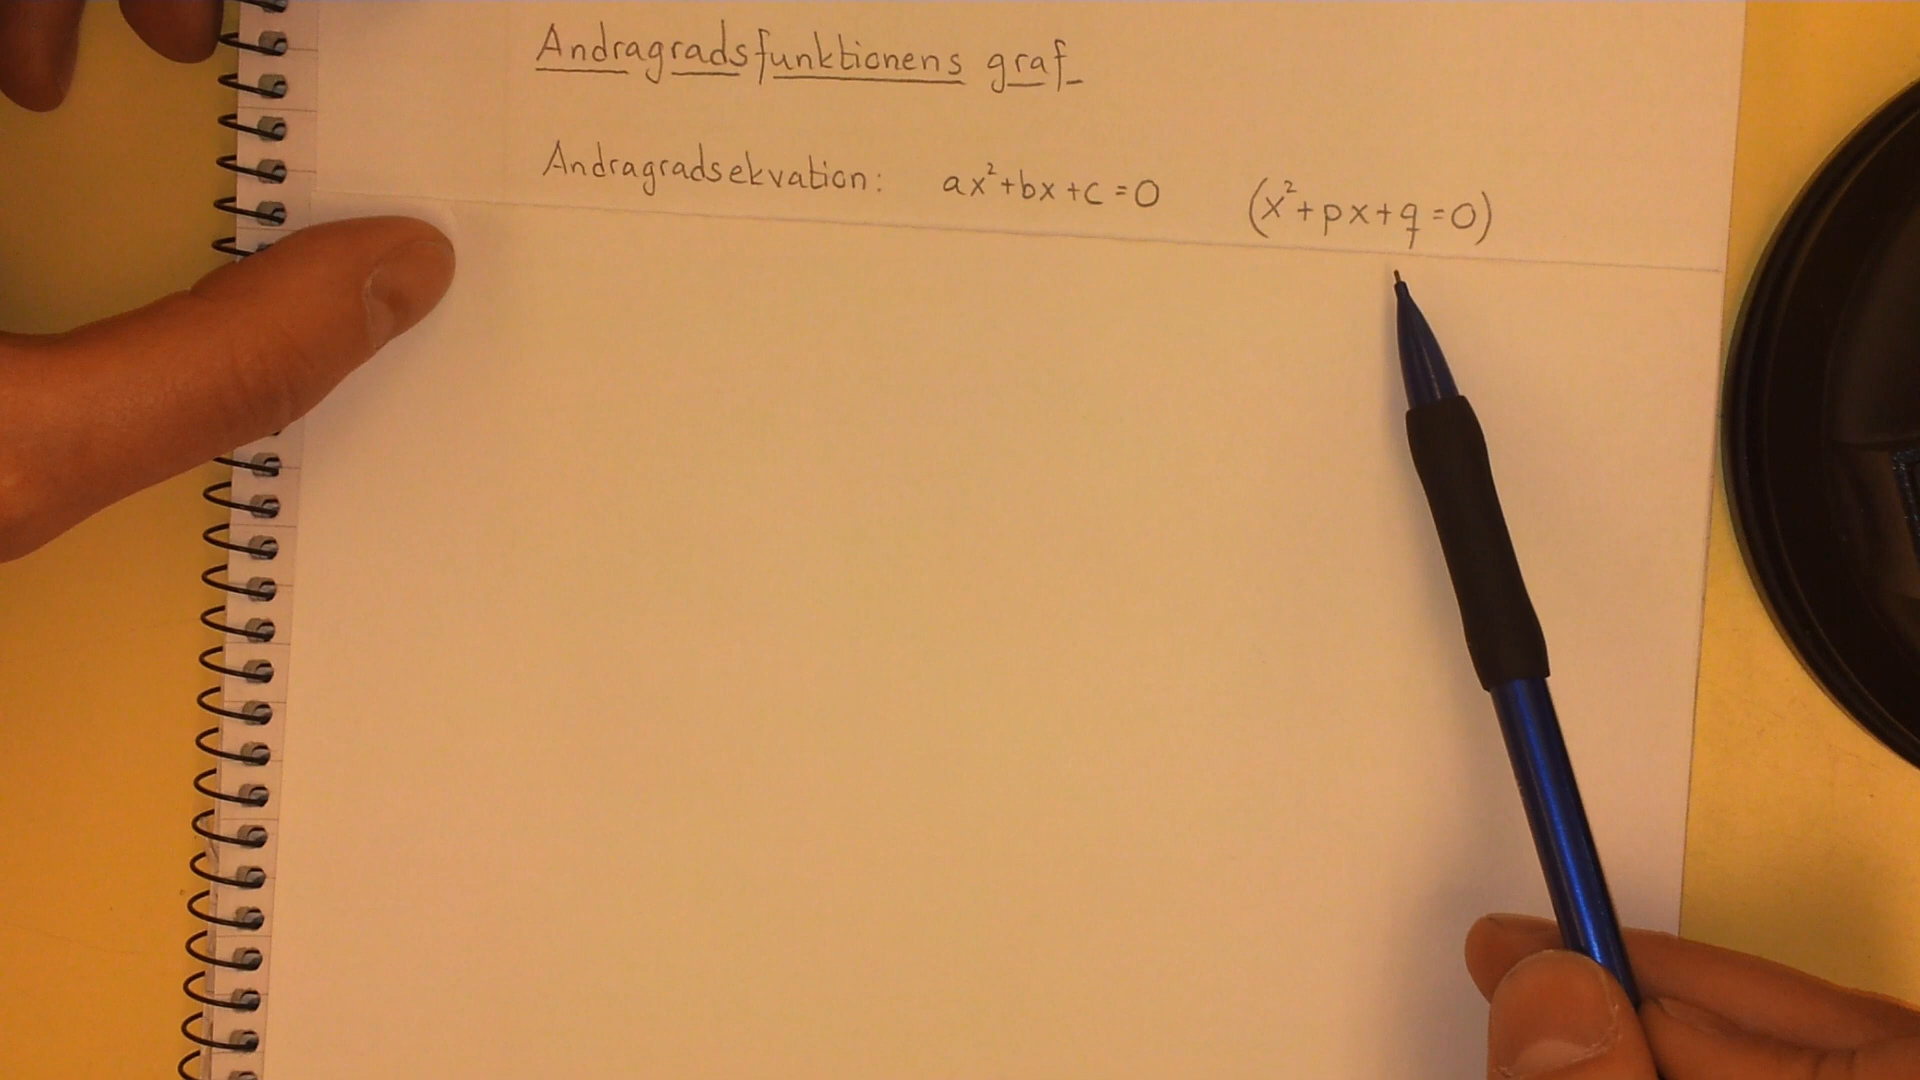 Andragradsfunktionens graf
Andragradsekvation: ax²+bx+c=0 (x²+px+q=0)